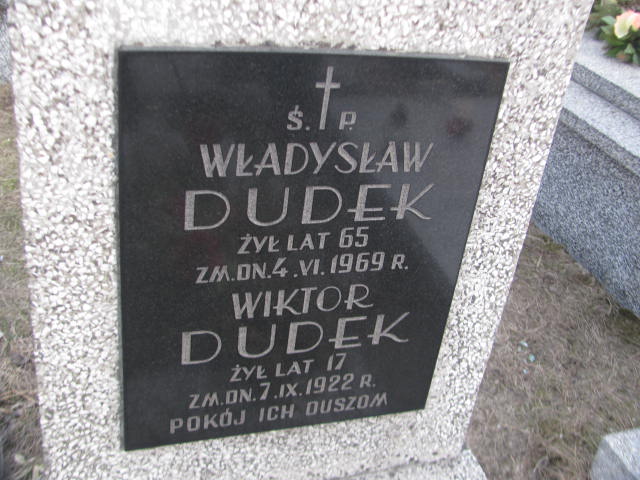 Ś. P.
WŁADYSŁAW
DUDEK
ŻYŁ LAT 65
ZM. DN. 4. VI. 1969 R.
WIKTOR
DUDEK
ŻYŁ LAT 17
ZM. DN. 7. IX. 1922 R.
POKÓJ ICH DUSZOM